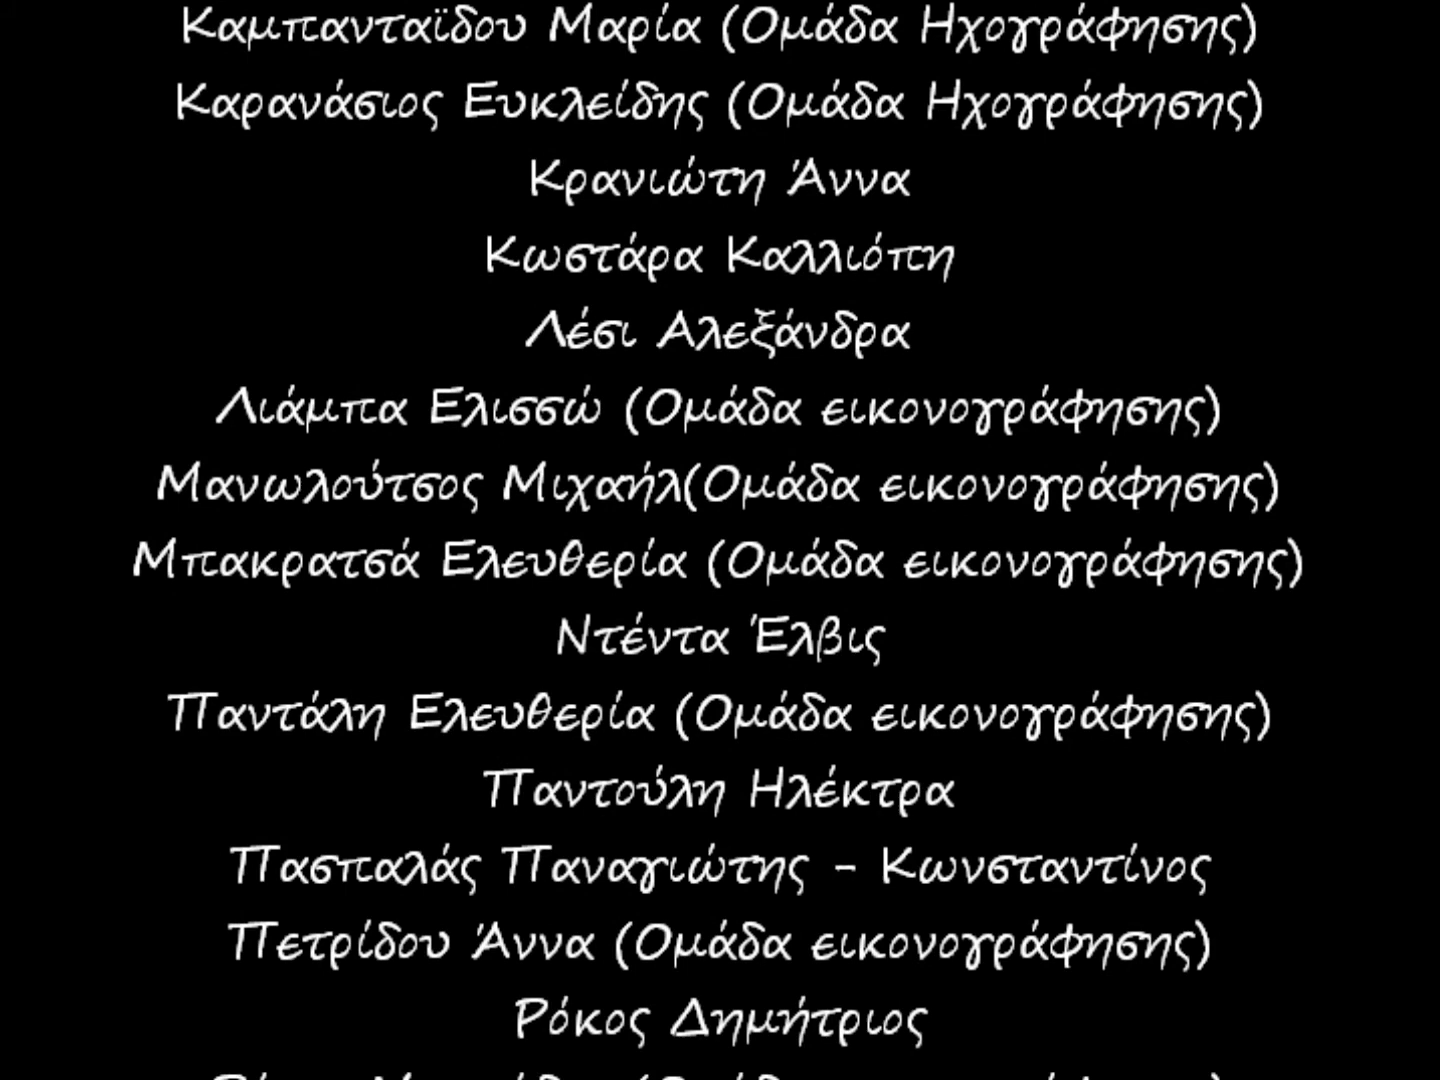 Καμπανταϊδου Μαρία (Ομάδα Ηχογράφησης)
Καρανάσιος Ευκλείδης (Ομάδα Ηχογράφησης)
Κρανιώτη Άννα
Κωστάρα Καλλιόπη
Λέσι Αλεξάνδρα
Λιάμπα Ελισσώ (Ομάδα εικονογράφησης)
Μανωλούτσος Μιχαήλ(Ομάδα εικονογράφησης)
Μπακρατσά Ελευθερία (Ομάδα εικονογράφησης)
Ντέντα Έλβις
Παντάλη Ελευθερία (Ομάδα εικονογράφησης)
Παντούλη Ηλέκτρα
Πασπαλάς Παναγιώτης - Κωνσταντίνος
Πετρίδου Άννα (Ομάδα εικονογράφησης)
Ρόκος Δημήτριος